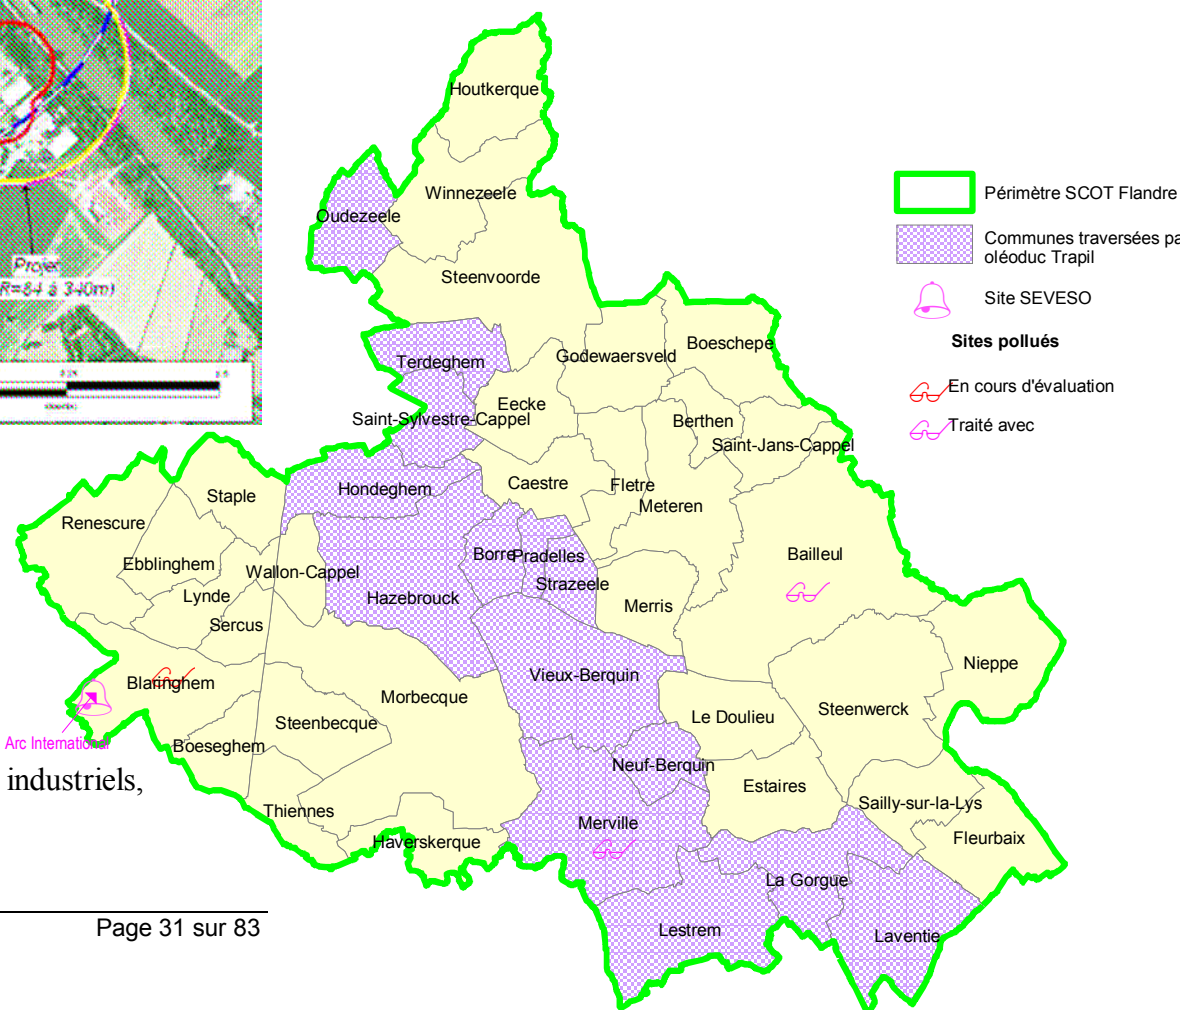 Projet
(R=64 à 340m)
Houtkerque
Winnezeele
Oudezeele
Steenvoorde
Terdeghem
Godewaersveld
Boeschepe
Eecke
Saint-Sylvestre-Cappel
Berthen
Saint-Jans-Cappel
Hondeghem
Caestre
Fletre
Meteren
Staple
Renescure
Ebblinghem
Wallon-Cappel
Borre
Pradelles
Bailleul
Lynde
Hazebrouck
Strazeele
Merris
Sercus
Blaringhem
Morbecque
Vieux-Berquin
Nieppe
Steenbecque
Le Doulieu
Steenwerck
Arc International
Boeseghem
Neuf-Berquin
Estaires
Thiennes
Merville
Sailly-sur-la-Lys
Haverskerque
Fleurbaix
La Gorgue
Lestrem
Laventie
Périmètre SCOT Flandre
Communes traversées pa
oléoduc Trapil
Site SEVESO
Sites pollués
En cours d'évaluation
Traité avec
industriels,
Page 31 sur 83